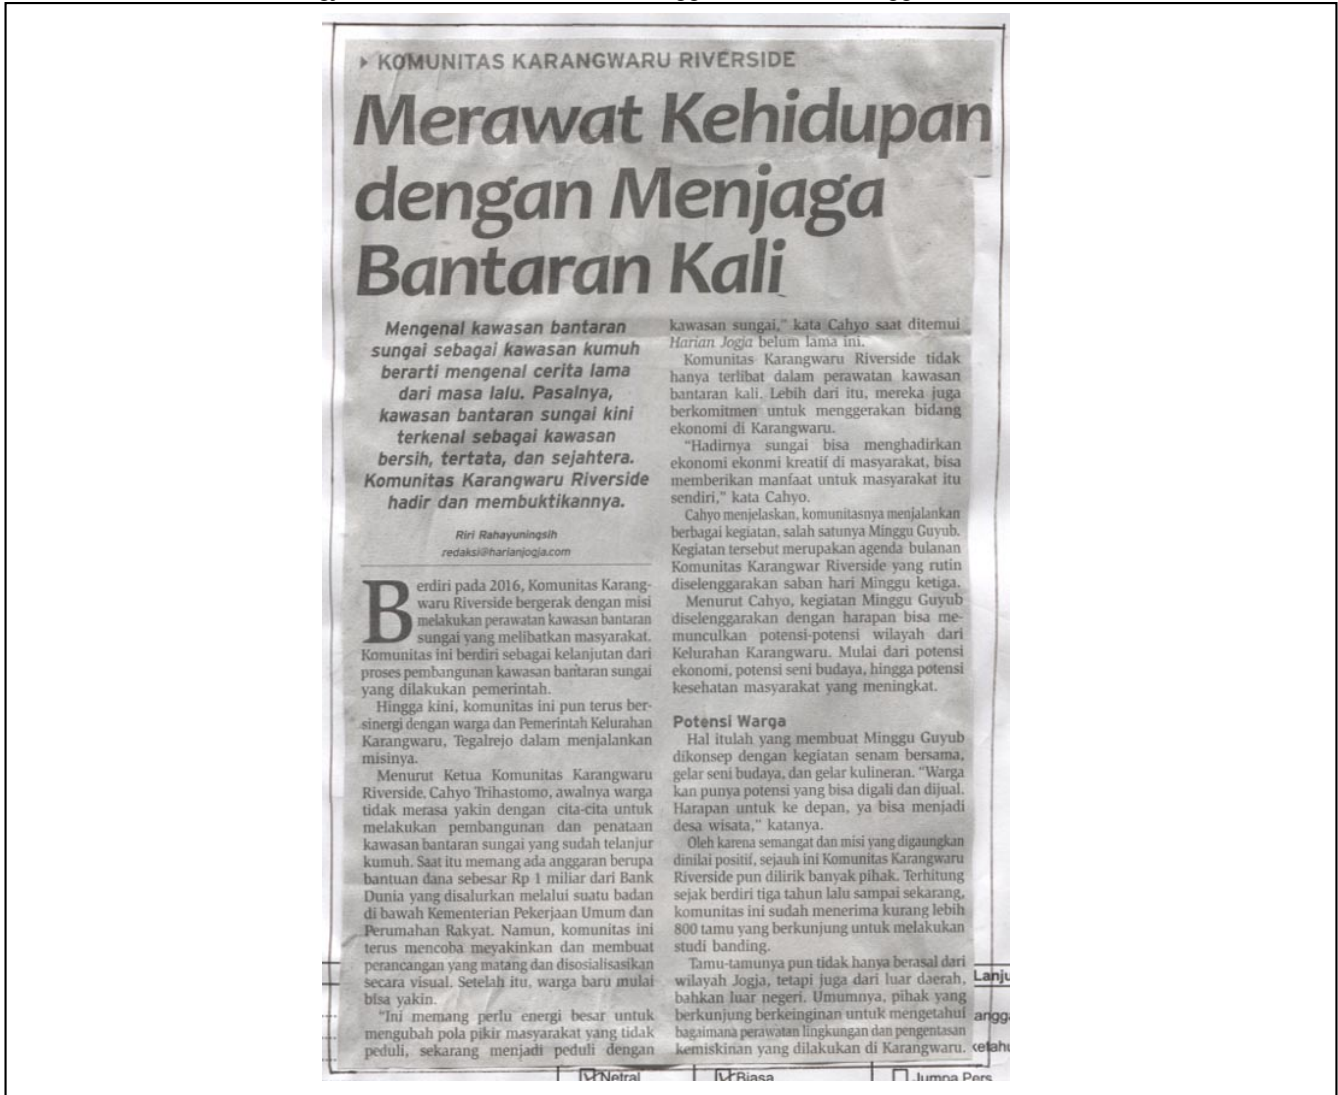 ▸ KOMUNITAS KARANGWARU RIVERSIDE
Merawat Kehidupan
dengan Menjaga
Bantaran Kali
Mengenal kawasan bantaran
sungai sebagai kawasan kumuh
berarti mengenal cerita lama
dari masa lalu. Pasalnya,
kawasan bantaran sungai kini
terkenal sebagai kawasan
bersih, tertata, dan sejahtera.
Komunitas Karangwaru Riverside
hadir dan membuktikannya.
Riri Rahayuningsih
redaksi@harianjogja.com
Berdiri pada 2016, Komunitas Karang-
waru Riverside bergerak dengan misi
melakukan perawatan kawasan bantaran
sungai yang melibatkan masyarakat.
Komunitas ini berdiri sebagai kelanjutan dari
proses pembangunan kawasan bantaran sungai
yang dilakukan pemerintah.
Hingga kini, komunitas ini pun terus ber-
sinergi dengan warga dan Pemerintah Kelurahan
Karangwaru, Tegalrejo dalam menjalankan
misinya.
Menurut Ketua Komunitas Karangwaru
Riverside, Cahyo Trihastomo, awalnya warga
tidak merasa yakin dengan cita-cita untuk
melakukan pembangunan dan penataan
kawasan bantaran sungai yang sudah telanjur
kumuh. Saat itu memang ada anggaran berupa
bantuan dana sebesar Rp 1 miliar dari Bank
Dunia yang disalurkan melalui suatu badan
di bawah Kementerian Pekerjaan Umum dan
Perumahan Rakyat. Namun, komunitas ini
terus mencoba meyakinkan dan membuat
perancangan yang matang dan disosialisasikan
secara visual. Setelah itu, warga baru mulai
bisa yakin.
"Ini memang perlu energi besar untuk
mengubah pola pikir masyarakat yang tidak
peduli, sekarang menjadi peduli dengan
kawasan sungai," kata Cahyo saat ditemui
Harian Jogja belum lama ini.
Komunitas Karangwaru Riverside tidak
hanya terlibat dalam perawatan kawasan
bantaran kali. Lebih dari itu, mereka juga
berkomitmen untuk menggerakan bidang
ekonomi di Karangwaru.
"Hadirnya sungai bisa menghadirkan
ekonomi ekonmi kreatif di masyarakat, bisa
memberikan manfaat untuk masyarakat itu
sendiri," kata Cahyo.
Cahyo menjelaskan, komunitasnya menjalankan
berbagai kegiatan, salah satunya Minggu Guyub.
Kegiatan tersebut merupakan agenda bulanan
Komunitas Karangwar Riverside yang rutin
diselenggarakan saban hari Minggu ketiga.
Menurut Cahyo, kegiatan Minggu Guyub
diselenggarakan dengan harapan bisa me-
munculkan potensi-potensi wilayah dari
Kelurahan Karangwaru. Mulai dari potensi
ekonomi, potensi seni budaya, hingga potensi
kesehatan masyarakat yang meningkat.
Potensi Warga
Hal itulah yang membuat Minggu Guyub
dikonsep dengan kegiatan senam bersama,
gelar seni budaya, dan gelar kulineran. "Warga
kan punya potensi yang bisa digali dan dijual.
Harapan untuk ke depan, ya bisa menjadi
desa wisata," katanya.
Oleh karena semangat dan misi yang digaungkan
dinilai positif, sejauh ini Komunitas Karangwaru
Riverside pun dilirik banyak pihak. Terhitung
sejak berdiri tiga tahun lalu sampai sekarang,
komunitas ini sudah menerima kurang lebih
800 tamu yang berkunjung untuk melakukan
studi banding.
Tamu-tamunya pun tidak hanya berasal dari
wilayah Jogja, tetapi juga dari luar daerah,
bahkan luar negeri. Umumnya, pihak yang
berkunjung berkeinginan untuk mengetahui
bagaimana perawatan lingkungan dan pengentasan
kemiskinan yang dilakukan di Karangwaru.
Lanju
angg
ketahu
Netral
Biasa
Jumpa Pers